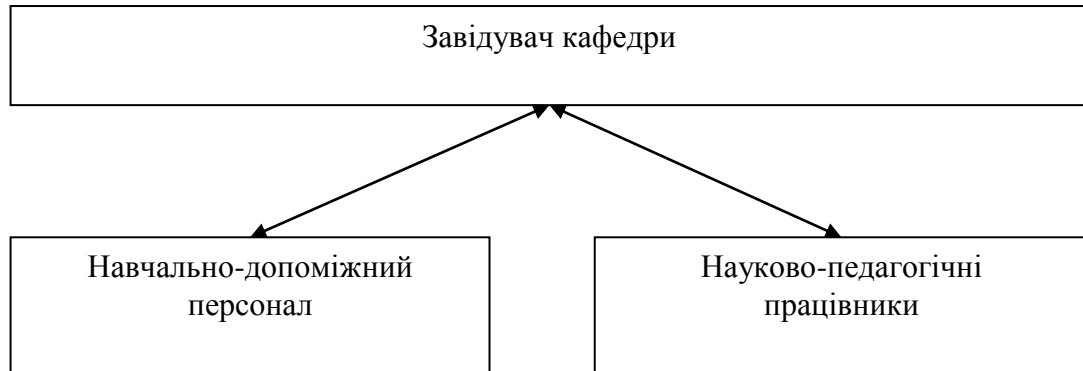 Завідувач кафедри
Навчально-допоміжний
персонал
Науково-педагогічні
працівники